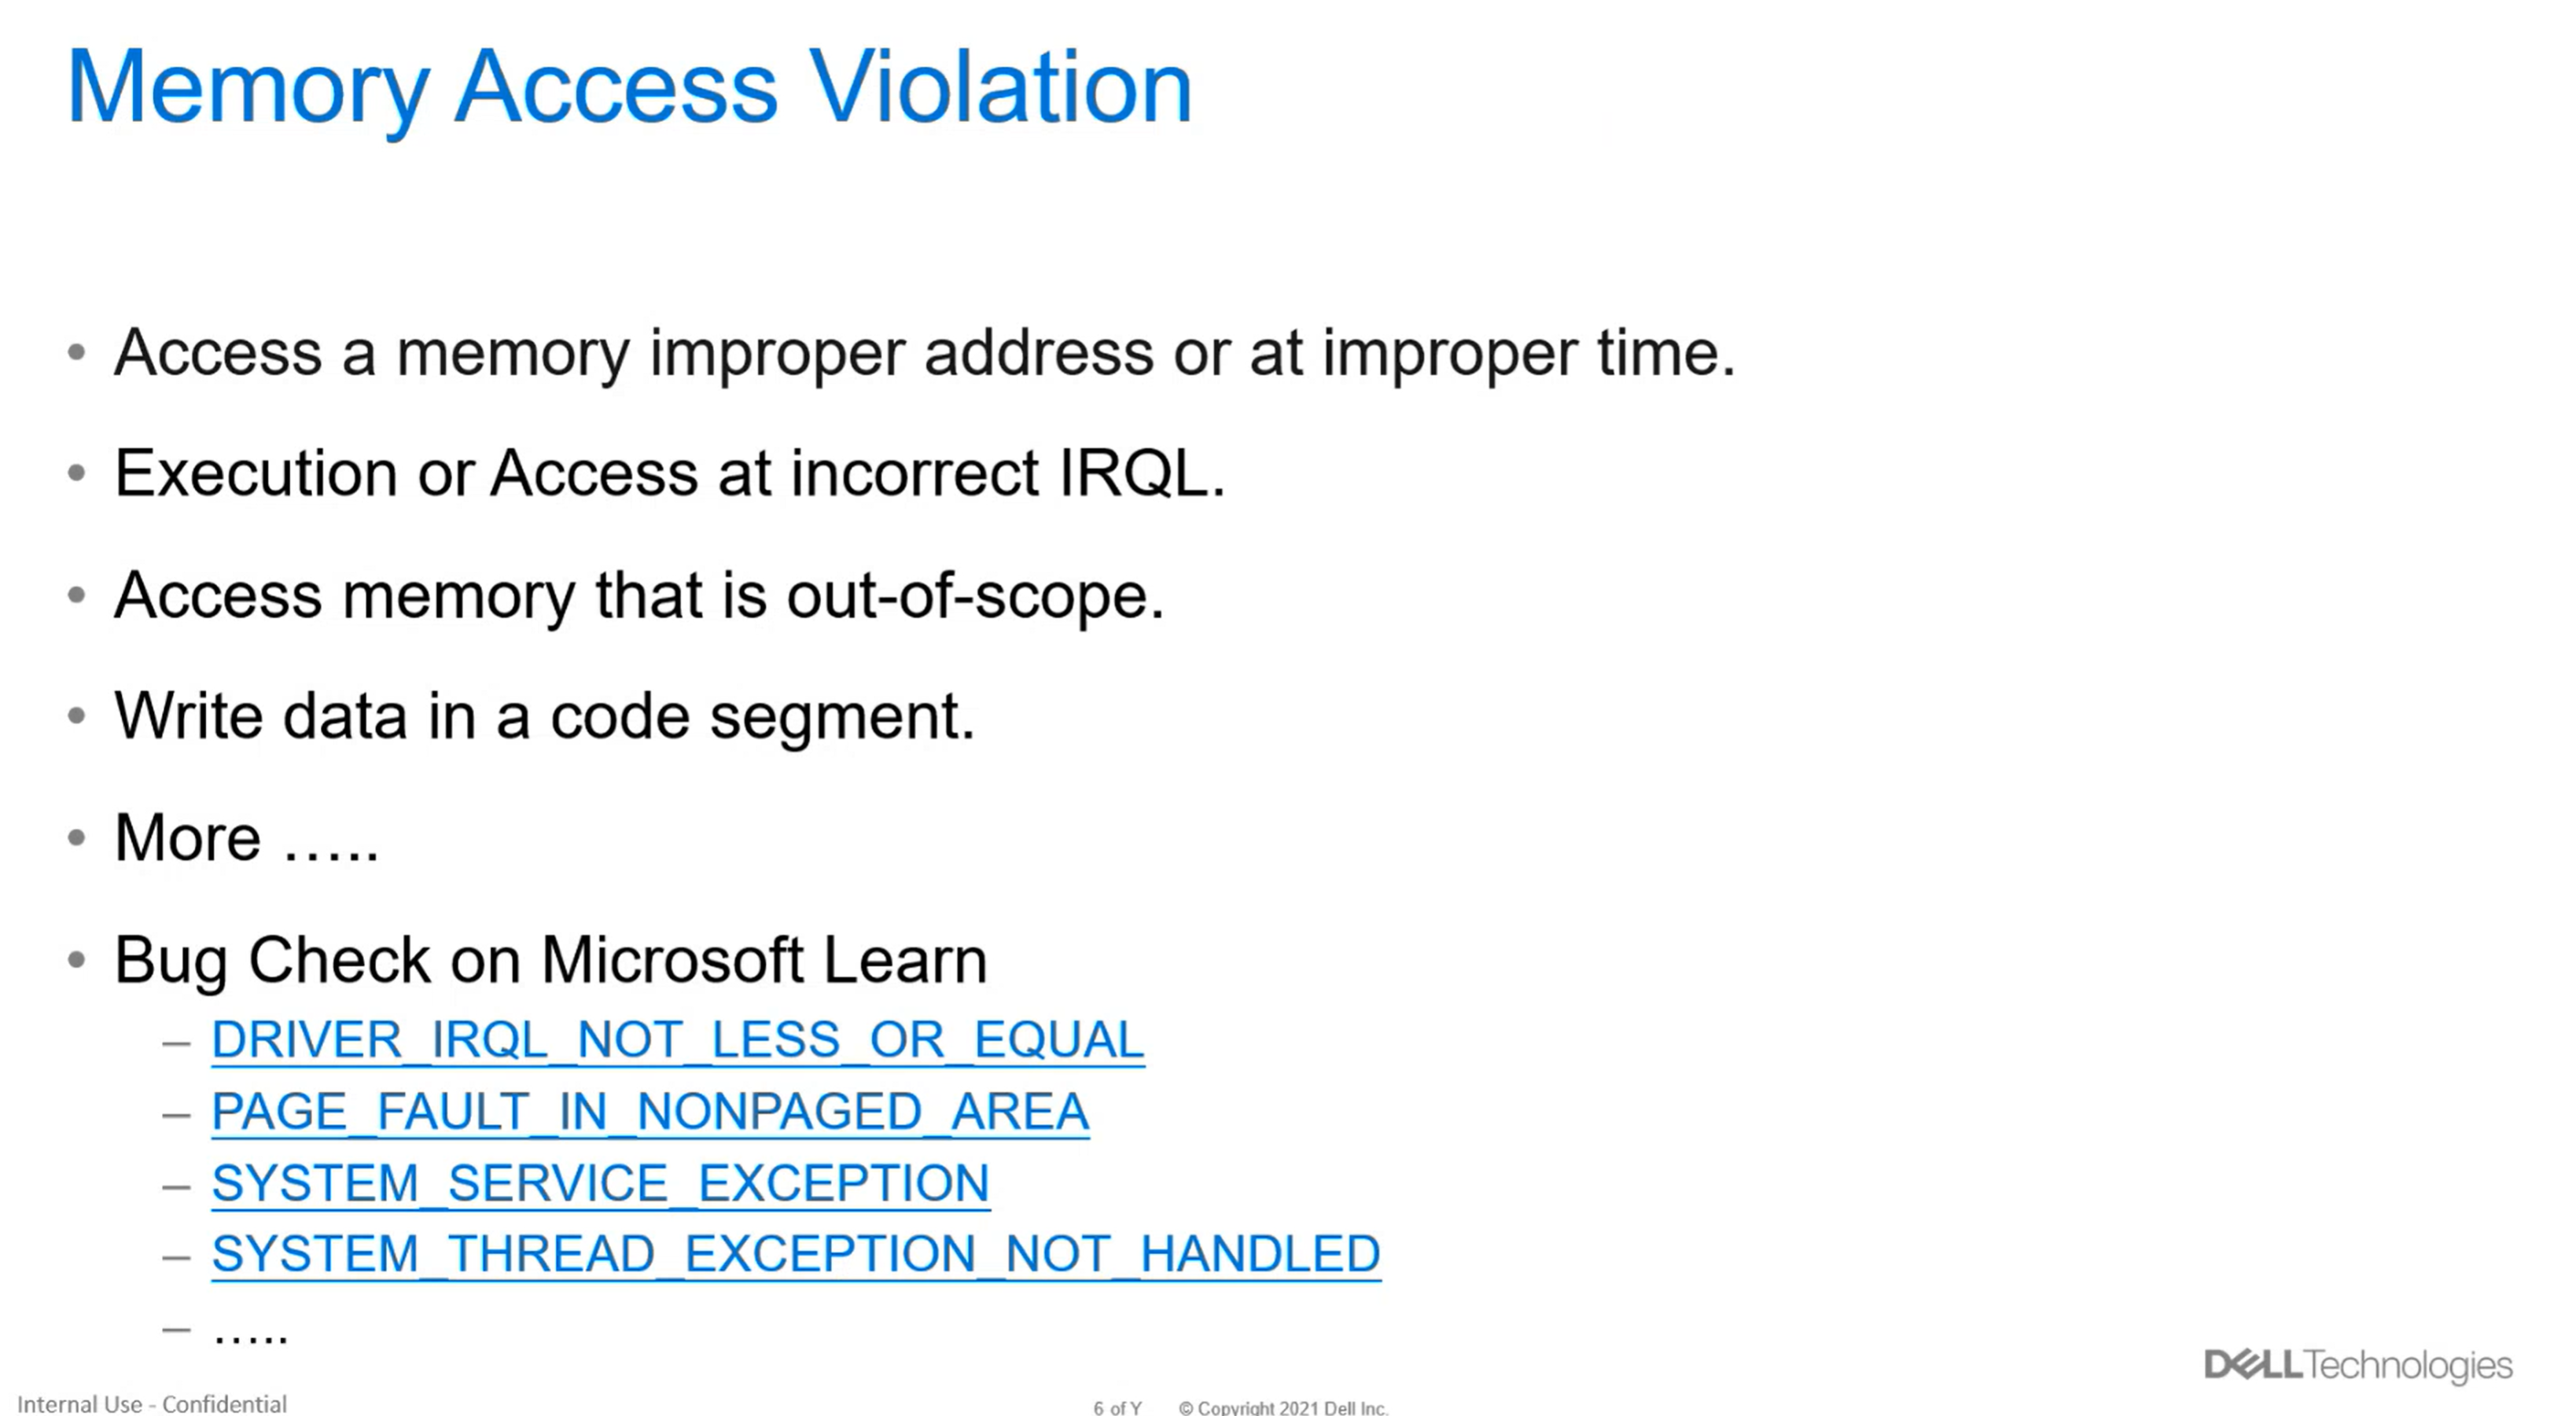 Memory Access Violation
• Access a memory improper address or at improper time.
• Execution or Access at incorrect IRQL.
• Access memory that is out-of-scope.
• Write data in a code segment.
• More …..
• Bug Check on Microsoft Learn
– DRIVER_IRQL_NOT_LESS_OR_EQUAL
– PAGE_FAULT_IN_NONPAGED_AREA
– SYSTEM_SERVICE_EXCEPTION
– SYSTEM_THREAD_EXCEPTION_NOT_HANDLED
– …..
DELL Technologies
Internal Use - Confidential
6 of Y © Copyright 2021 Dell Inc.